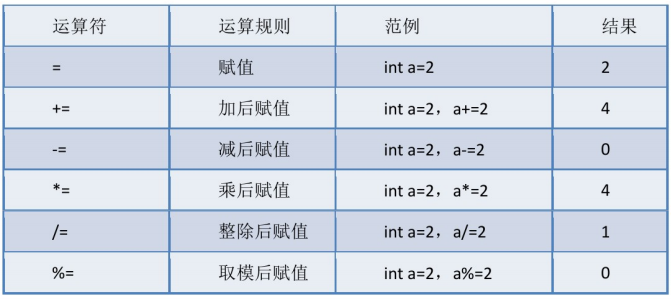 运算符 运算规则 范例 结果
= 赋值 int a=2 2
+= 加后赋值 int a=2，a+=2 4
-= 减后赋值 int a=2，a-=2 0
*= 乘后赋值 int a=2，a*=2 4
/= 整除后赋值 int a=2，a/=2 1
%= 取模后赋值 int a=2，a%=2 0